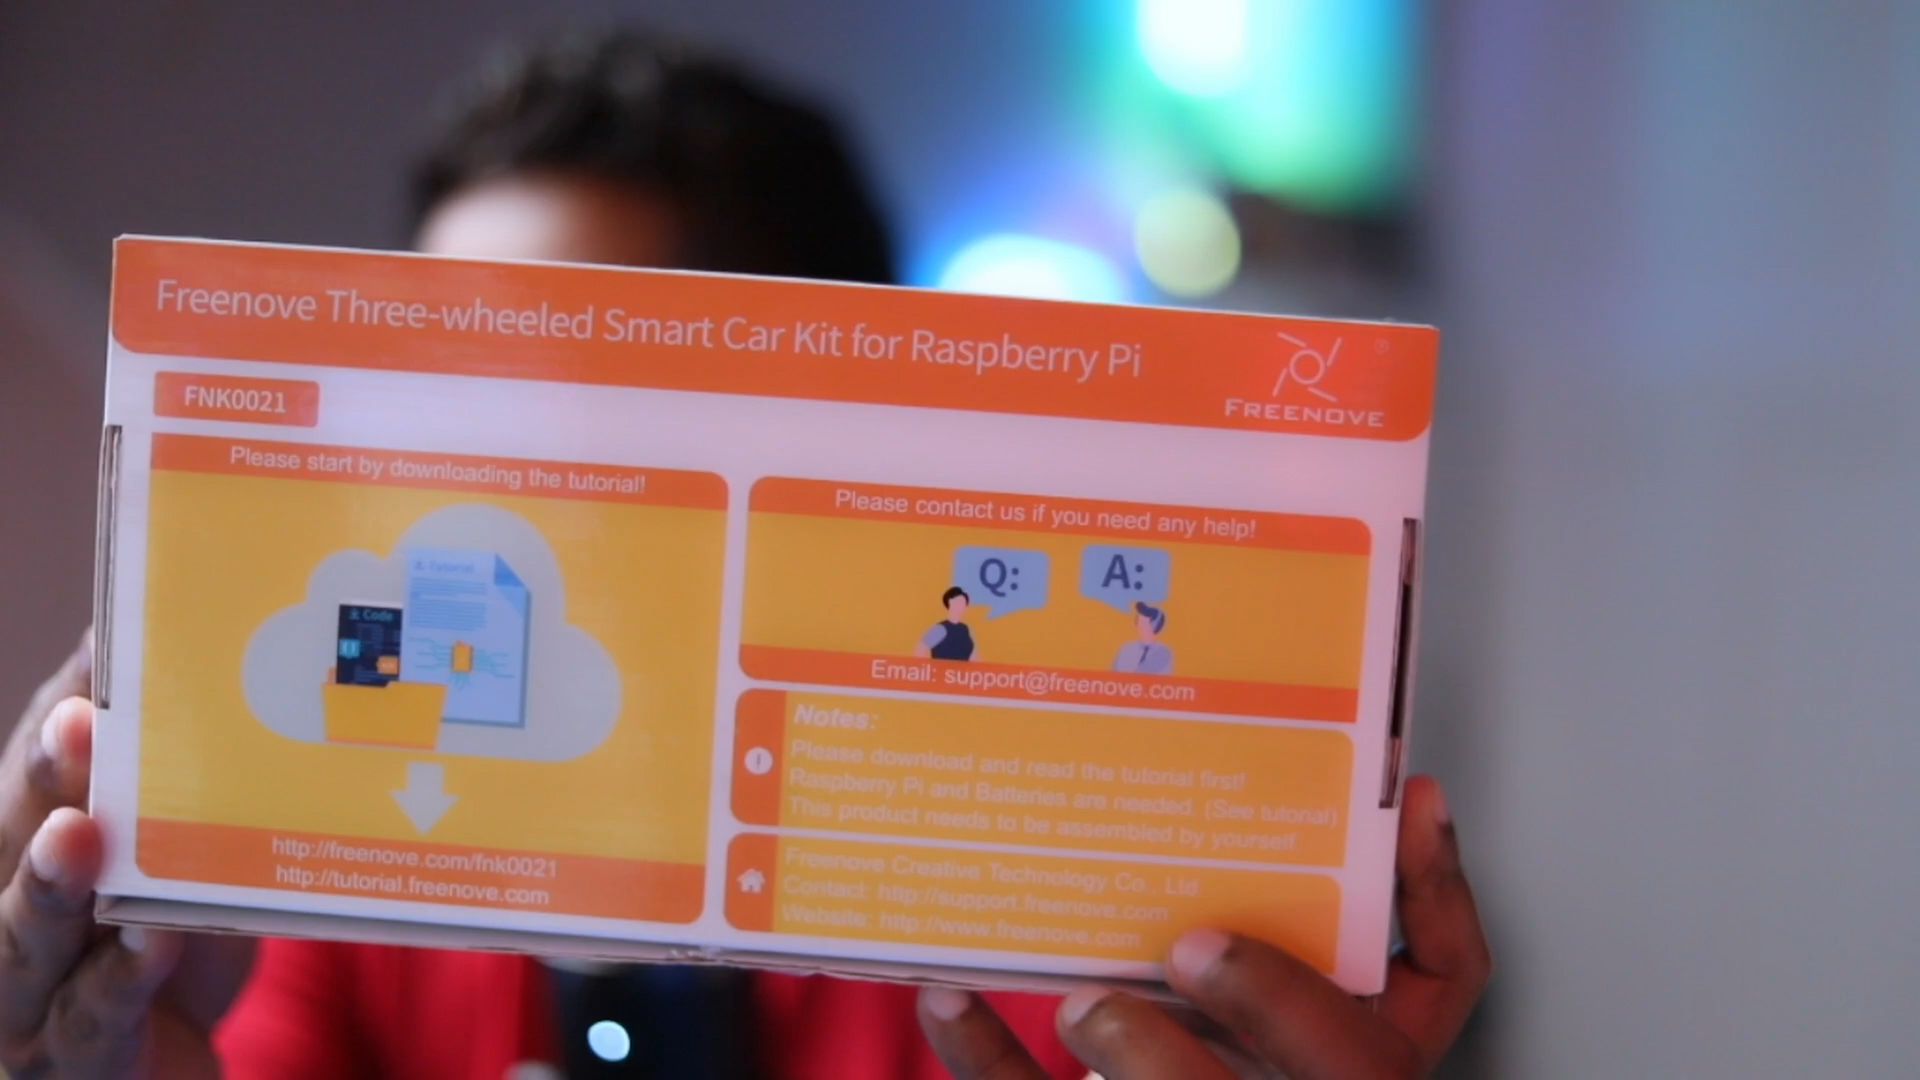 Freenove Three-wheeled Smart Car Kit for Raspberry Pi
FREENOVE
®
FNK0021
Please start by downloading the tutorial!
Tutorial
Code
http://freenove.com/fnk0021
http://tutorial.freenove.com
Please contact us if you need any help!
Q:
A:
Email: support@freenove.com
Notes:
Please download and read the tutorial first!
Raspberry Pi and Batteries are needed. (See tutorial)
This product needs to be assembled by yourself.
Freenove Creative Technology Co., Ltd.
Contact: http://support.freenove.com
Website: http://www.freenove.com